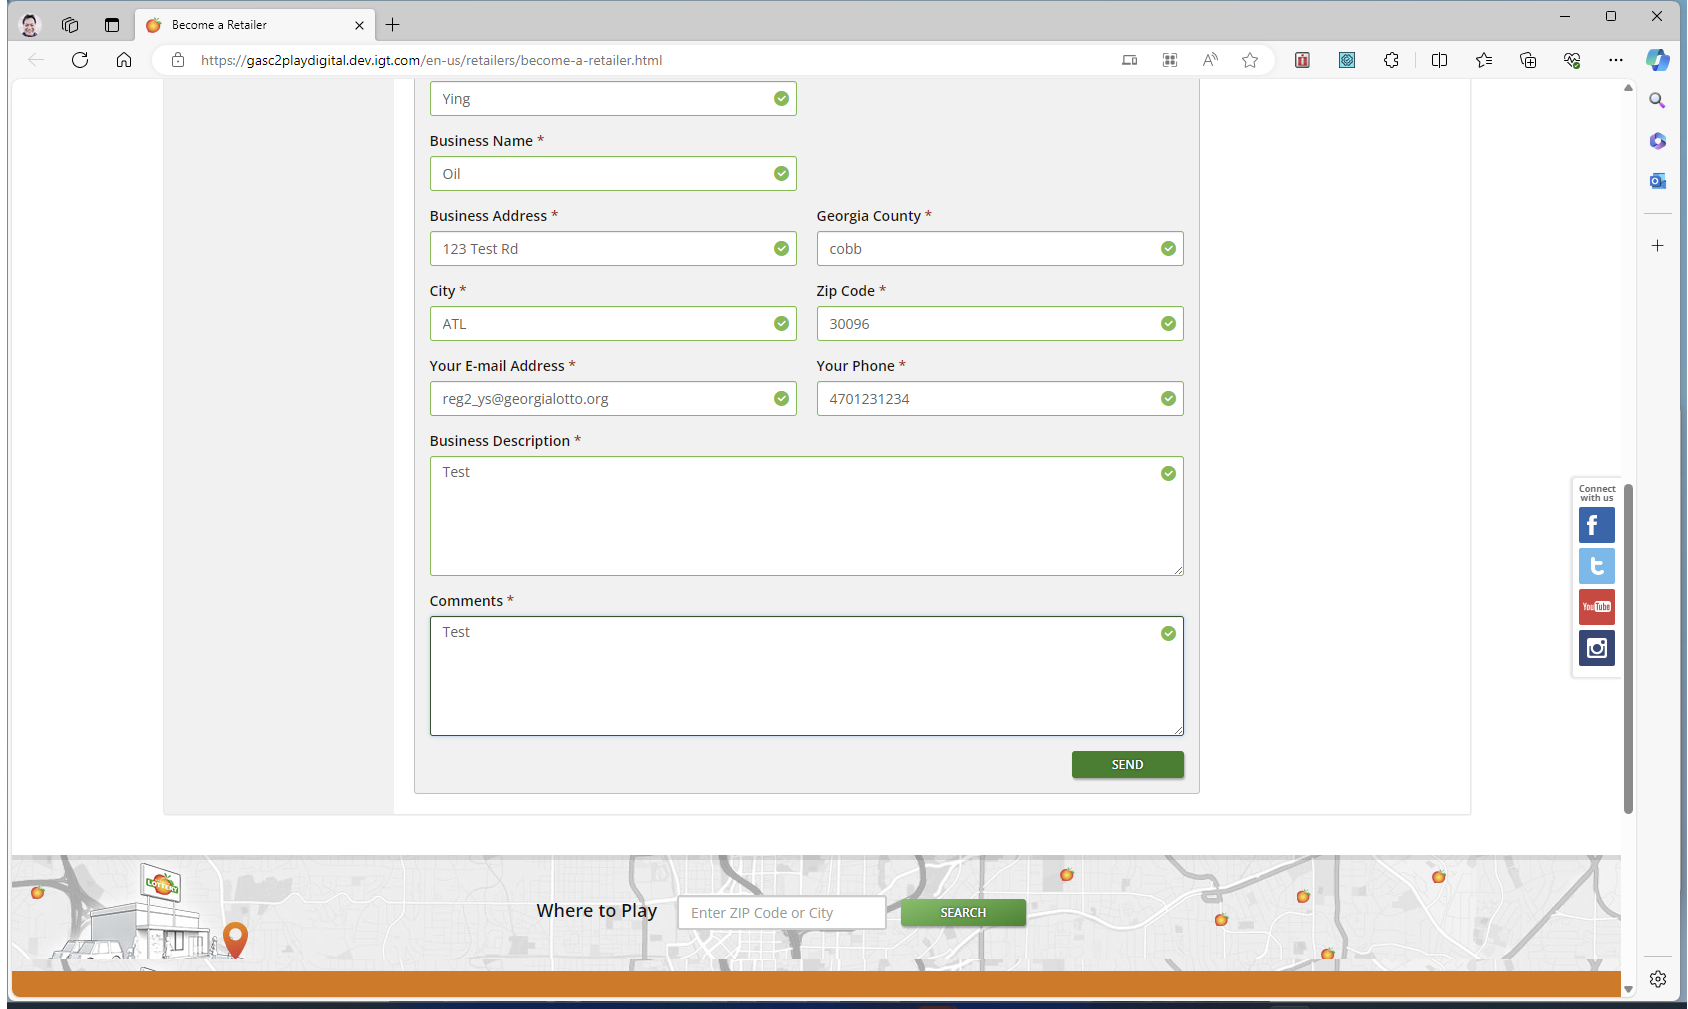 Become a Retailer
https://gasc2playdigital.dev.igt.com/en-us/retailers/become-a-retailer.html
Ying
Business Name *
Oil
Business Address * Georgia County *
123 Test Rd cobb
City * Zip Code *
ATL 30096
Your E-mail Address * Your Phone *
reg2_ys@georgialotto.org 4701231234
Business Description *
Test
Connect
with us
YouTube
Comments *
Test
SEND
LOTTERY
Where to Play Enter ZIP Code or City SEARCH